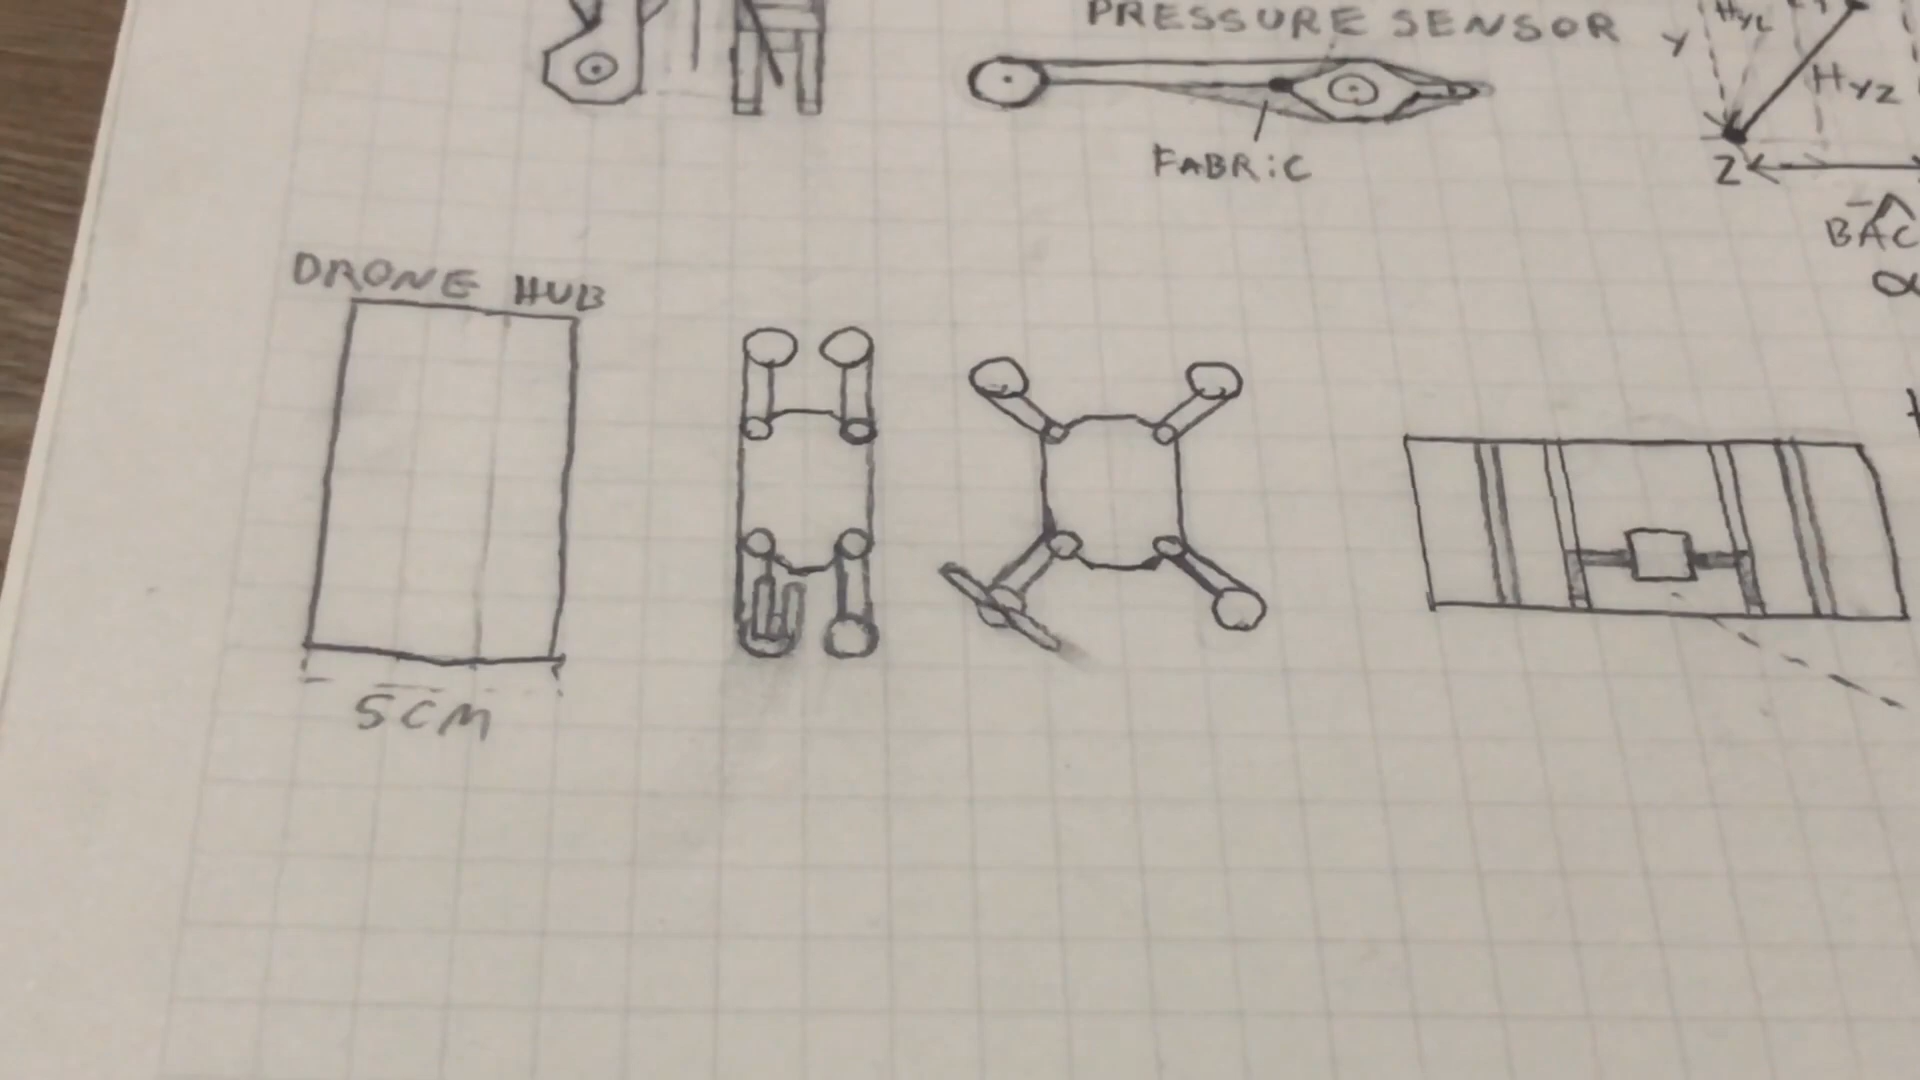 PRESSURE SENSOR
Y
HYZ
FABRiC
Z
DRONE HUB
5CM